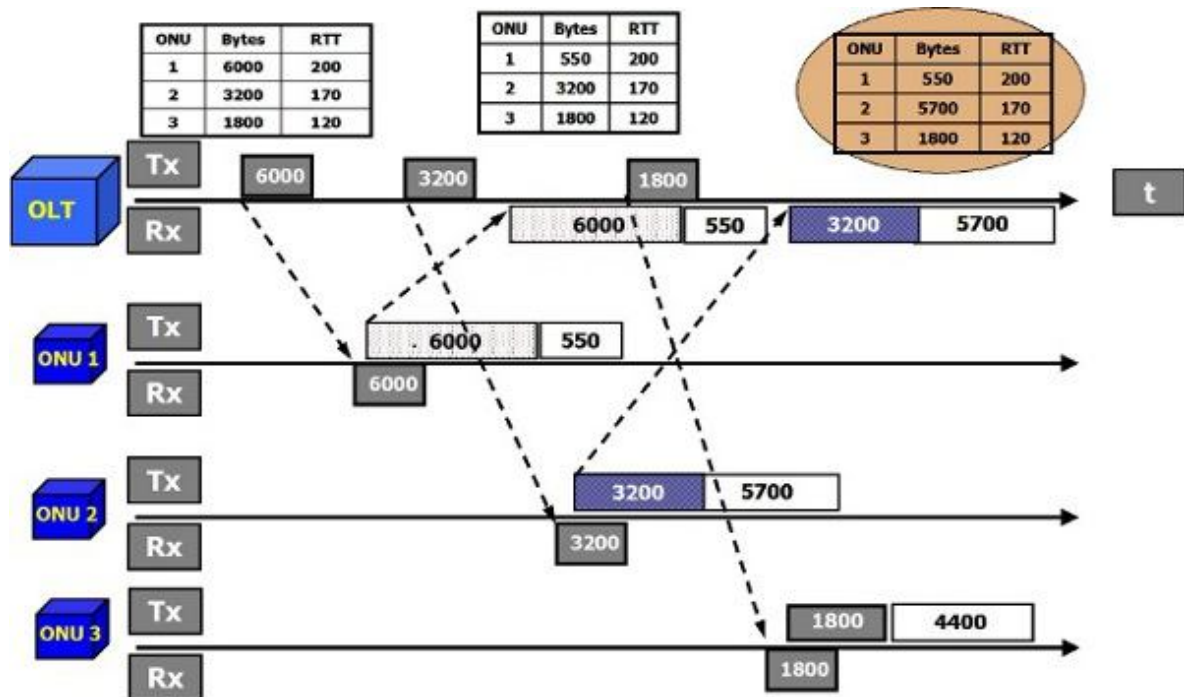 ONU Bytes RTT
1 6000 200
2 3200 170
3 1800 120
ONU Bytes RTT
1 550 200
2 3200 170
3 1800 120
ONU Bytes RTT
1 550 200
2 5700 170
3 1800 120
OLT
Tx
6000 3200 1800
t
Rx
6000 550 3200 5700
ONU 1
Tx
6000 550
Rx
6000
ONU 2
Tx
3200 5700
Rx
3200
ONU 3
Tx
1800 4400
Rx
1800